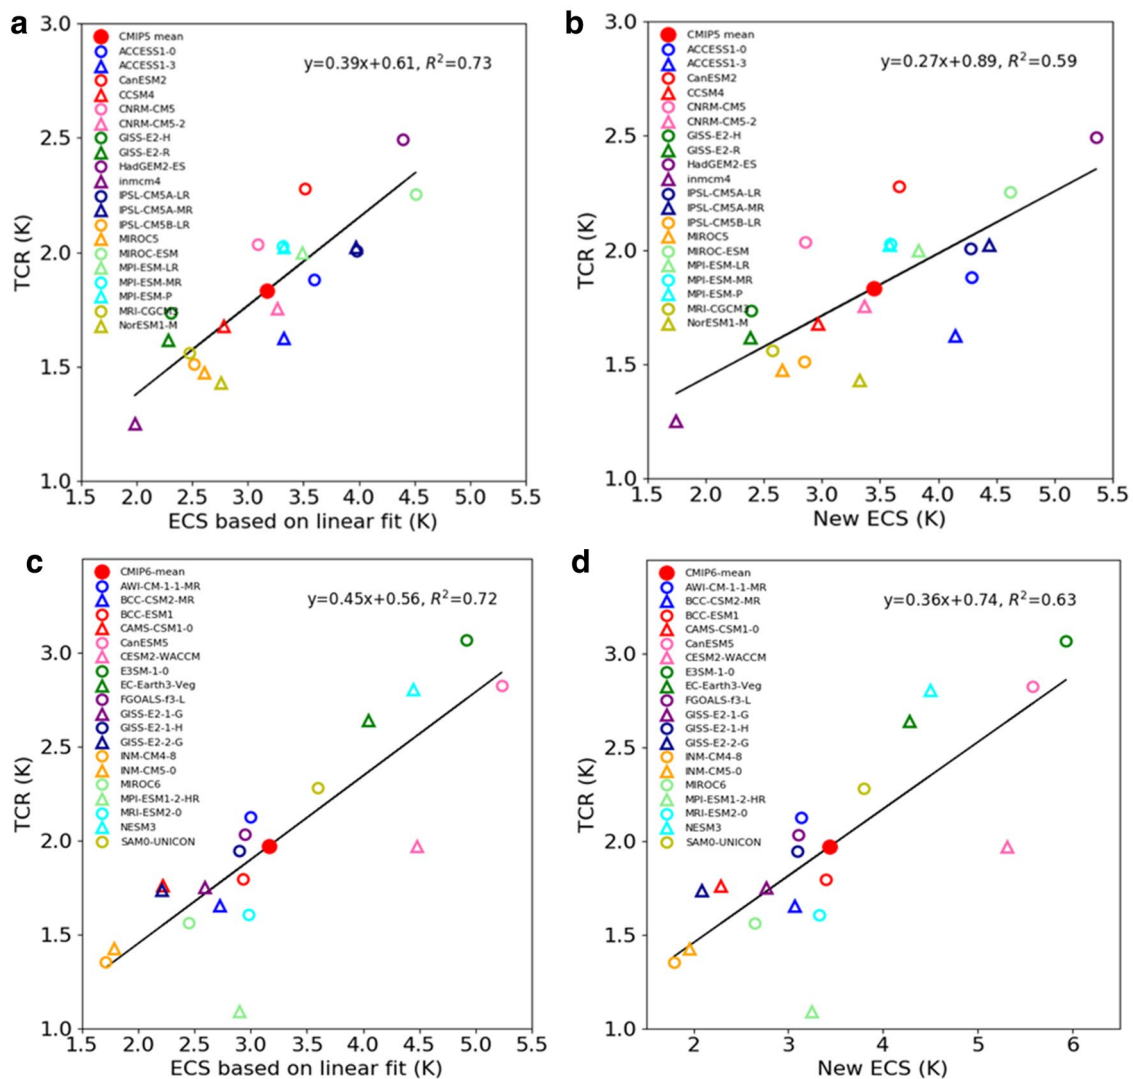 a
3.0
2.5
2.0
1.5
1.0
TCR (K)
CMIP5 mean
ACCESS1-0
ACCESS1-3
CanESM2
CCSM4
CNRM-CM5
CNRM-CM5-2
GISS-E2-H
GISS-E2-R
HadGEM2-ES
inmcm4
IPSL-CM5A-LR
IPSL-CM5A-MR
IPSL-CM5B-LR
MIROC5
MIROC-ESM
MPI-ESM-LR
MPI-ESM-MR
MPI-ESM-P
MRI-CGCM3
NorESM1-M
y=0.39x+0.61, R²=0.73
1.5 2.0 2.5 3.0 3.5 4.0 4.5 5.0 5.5
ECS based on linear fit (K)
b
3.0
2.5
2.0
1.5
1.0
TCR (K)
CMIP5 mean
ACCESS1-0
ACCESS1-3
CanESM2
CCSM4
CNRM-CM5
CNRM-CM5-2
GISS-E2-H
GISS-E2-R
HadGEM2-ES
inmcm4
IPSL-CM5A-LR
IPSL-CM5A-MR
IPSL-CM5B-LR
MIROC5
MIROC-ESM
MPI-ESM-LR
MPI-ESM-MR
MPI-ESM-P
MRI-CGCM3
NorESM1-M
y=0.27x+0.89, R²=0.59
1.5 2.0 2.5 3.0 3.5 4.0 4.5 5.0 5.5
New ECS (K)
c
3.0
2.5
2.0
1.5
1.0
TCR (K)
CMIP6-mean
AWI-CM-1-1-MR
BCC-CSM2-MR
BCC-ESM1
CAMS-CSM1-0
CanESM5
CESM2-WACCM
E3SM-1-0
EC-Earth3-Veg
FGOALS-f3-L
GISS-E2-1-G
GISS-E2-1-H
GISS-E2-2-G
INM-CM4-8
INM-CM5-0
MIROC6
MPI-ESM1-2-HR
MRI-ESM2-0
NESM3
SAM0-UNICON
y=0.45x+0.56, R²=0.72
1.5 2.0 2.5 3.0 3.5 4.0 4.5 5.0 5.5
ECS based on linear fit (K)
d
3.0
2.5
2.0
1.5
1.0
TCR (K)
CMIP6-mean
AWI-CM-1-1-MR
BCC-CSM2-MR
BCC-ESM1
CAMS-CSM1-0
CanESM5
CESM2-WACCM
E3SM-1-0
EC-Earth3-Veg
FGOALS-f3-L
GISS-E2-1-G
GISS-E2-1-H
GISS-E2-2-G
INM-CM4-8
INM-CM5-0
MIROC6
MPI-ESM1-2-HR
MRI-ESM2-0
NESM3
SAM0-UNICON
y=0.36x+0.74, R²=0.63
2 3 4 5 6
New ECS (K)